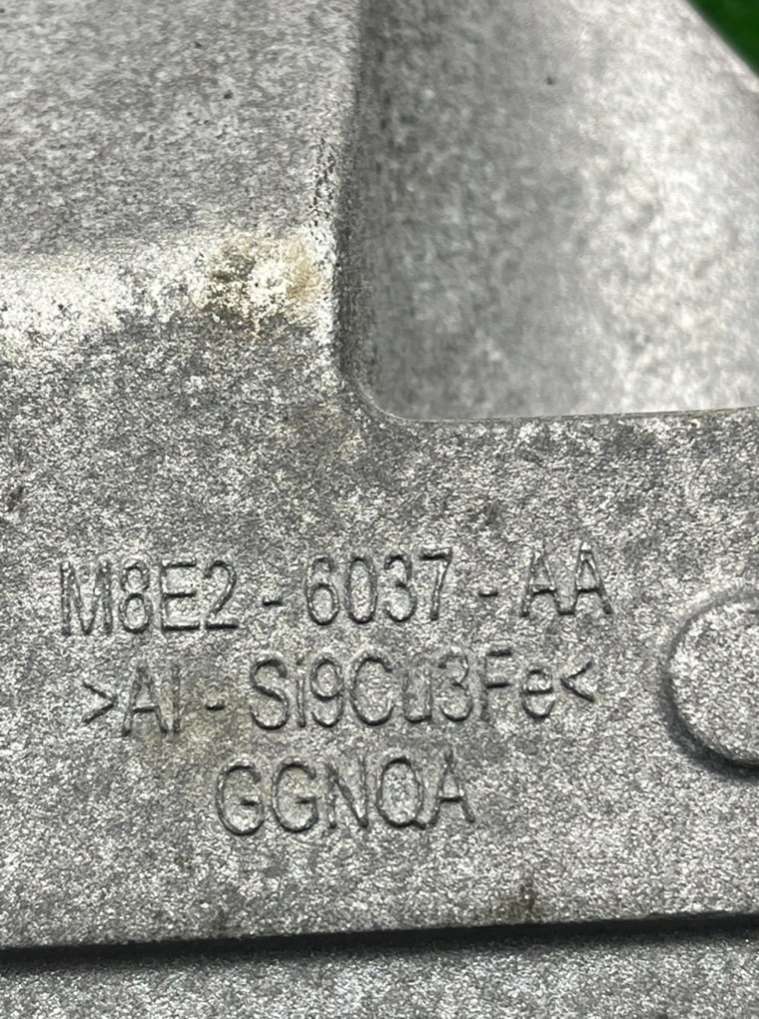 M8E2 - 6037 - AA
>Al - Si9Cu3Fe<
GGNQA